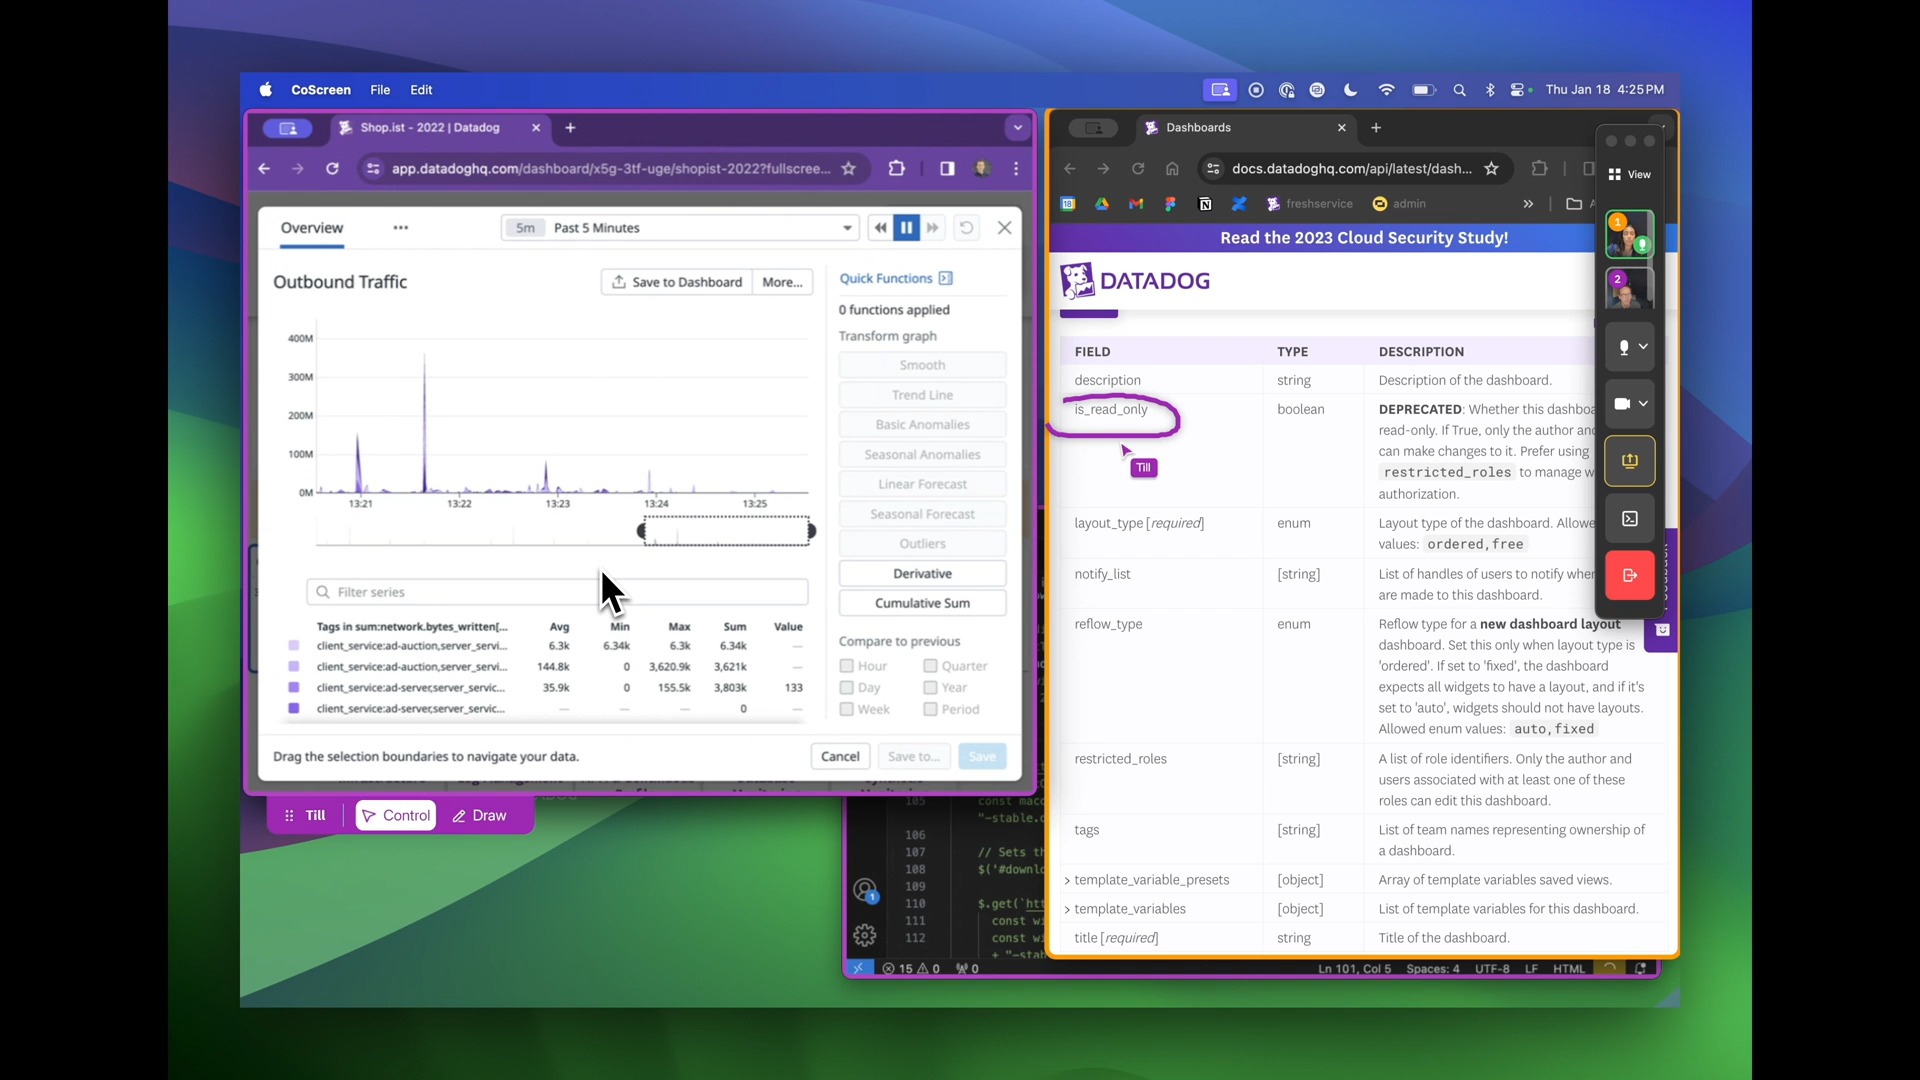 CoScreen File Edit
Thu Jan 18 4:25PM
Shop.ist - 2022 | Datadog
app.datadoghq.com/dashboard/x5g-3tf-uge/shopist-2022?fullscree...
Overview
5m Past 5 Minutes
Outbound Traffic
Save to Dashboard More...
400M
300M
200M
100M
0M
13:21 13:22 13:23 13:24 13:25
Filter series
Tags in sum:network.bytes_written[... Avg Min Max Sum Value
client_service:ad-auction,server_servi... 6.3k 6.34k 6.3k 6.34k —
client_service:ad-auction,server_servi... 144.8k 0 3,620.9k 3,621k —
client_service:ad-server,server_servic... 35.9k 0 155.5k 3,803k 133
client_service:ad-server,server_servic... — — — 0 —
Quick Functions
0 functions applied
Transform graph
Smooth
Trend Line
Basic Anomalies
Seasonal Anomalies
Linear Forecast
Seasonal Forecast
Outliers
Derivative
Cumulative Sum
Compare to previous
Hour Quarter
Day Year
Week Period
Drag the selection boundaries to navigate your data.
Cancel Save to... Save
Till Control Draw
105 const
"-stable.
106
107 // Sets th
108
109
110 $.get(`
111 const
112 const
1
15 0 0
Ln 101, Col 5 Spaces: 4 UTF-8 LF HTML
Dashboards
docs.datadoghq.com/api/latest/dash...
18
freshservice
admin
Read the 2023 Cloud Security Study!
DATADOG
FIELD TYPE DESCRIPTION
description string Description of the dashboard.
is_read_only boolean DEPRECATED: Whether this
read-only. If True, only the author
can make changes to it. Prefer using
restricted_roles to manage
authorization.
Till
layout_type [required] enum Layout type of the dashboard.
values: ordered,free
notify_list [string] List of handles of users to notify
are made to this dashboard.
reflow_type enum Reflow type for a new dashboard layout
dashboard. Set this only when layout type is
'ordered'. If set to 'fixed', the dashboard
expects all widgets to have a layout, and if it's
set to 'auto', widgets should not have layouts.
Allowed enum values: auto,fixed
restricted_roles [string] A list of role identifiers. Only the author and
users associated with at least one of these
roles can edit this dashboard.
tags [string] List of team names representing ownership of
a dashboard.
> template_variable_presets [object] Array of template variables saved views.
> template_variables [object] List of template variables for this dashboard.
title [required] string Title of the dashboard.
View
1
2